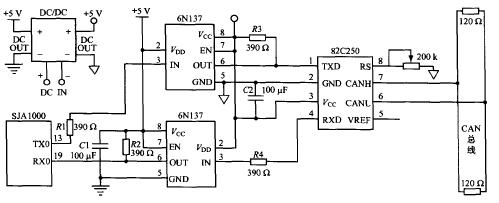 +5 V
DC/DC
DC OUT
DC OUT
+
+
-
-
+
-
DC IN
+5 V
6N137
2
3
VDD
IN
VCC
EN
OUT
GND
8
7
6
5
R3
390 Ω
82C250
1
2
3
4
TXD
GND
VCC
RXD
RS
CANH
CANL
VREF
8
7
6
5
200 k
120 Ω
CAN
总线
120 Ω
C2
100 μF
SJA1000
TX0
13
RX0
19
R1
390 Ω
C1
100 μF
R2
390 Ω
6N137
8
7
6
5
VCC
EN
OUT
GND
VDD
IN
2
3
R4
390 Ω